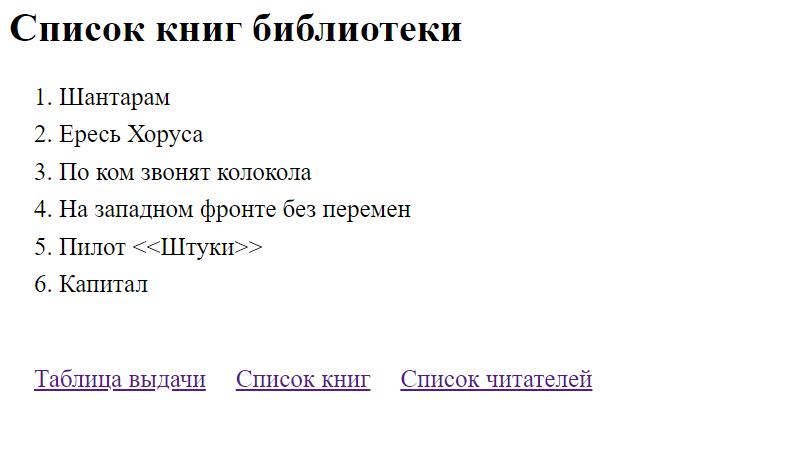 Список книг библиотеки
1. Шантарам
2. Ересь Хоруса
3. По ком звонят колокола
4. На западном фронте без перемен
5. Пилот <<Штуки>>
6. Капитал
Таблица выдачи Список книг Список читателей